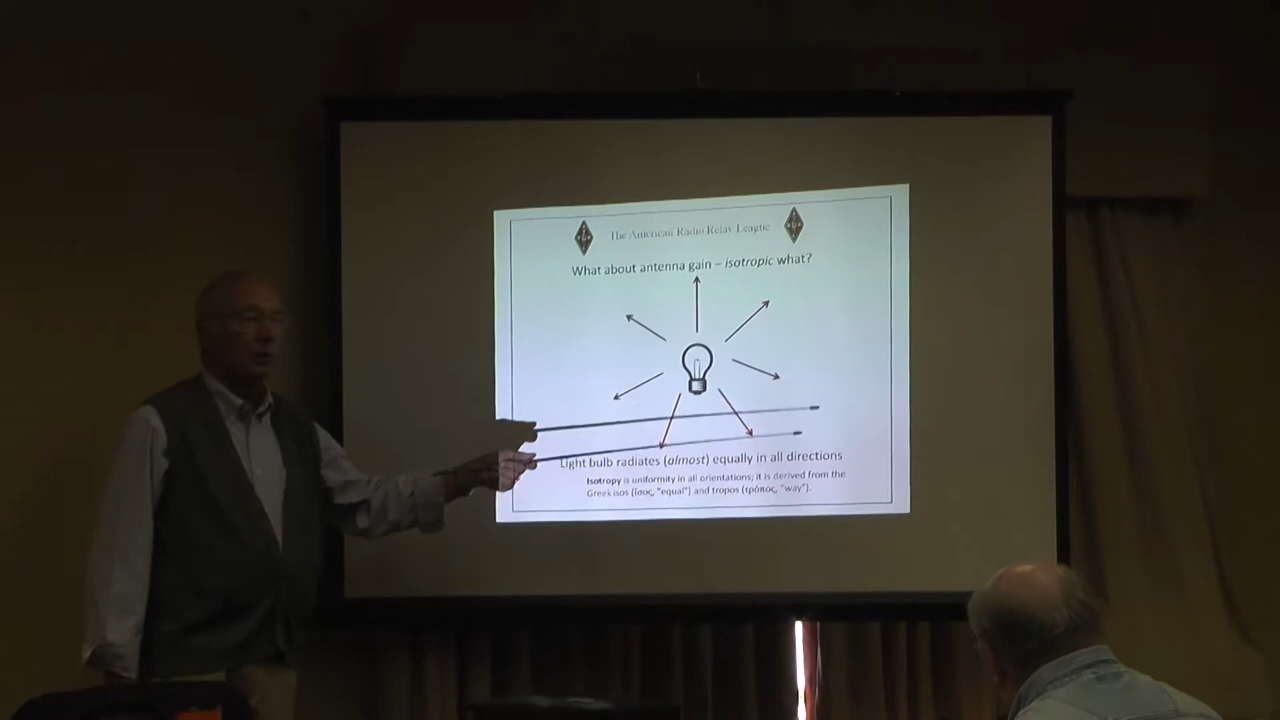 The American Radio Relay League
What about antenna gain – isotropic what?
Light bulb radiates (almost) equally in all directions
Isotropy is uniformity in all orientations; it is derived from the
Greek isos (ἴσος, "equal") and tropos (τρόπος, "way").